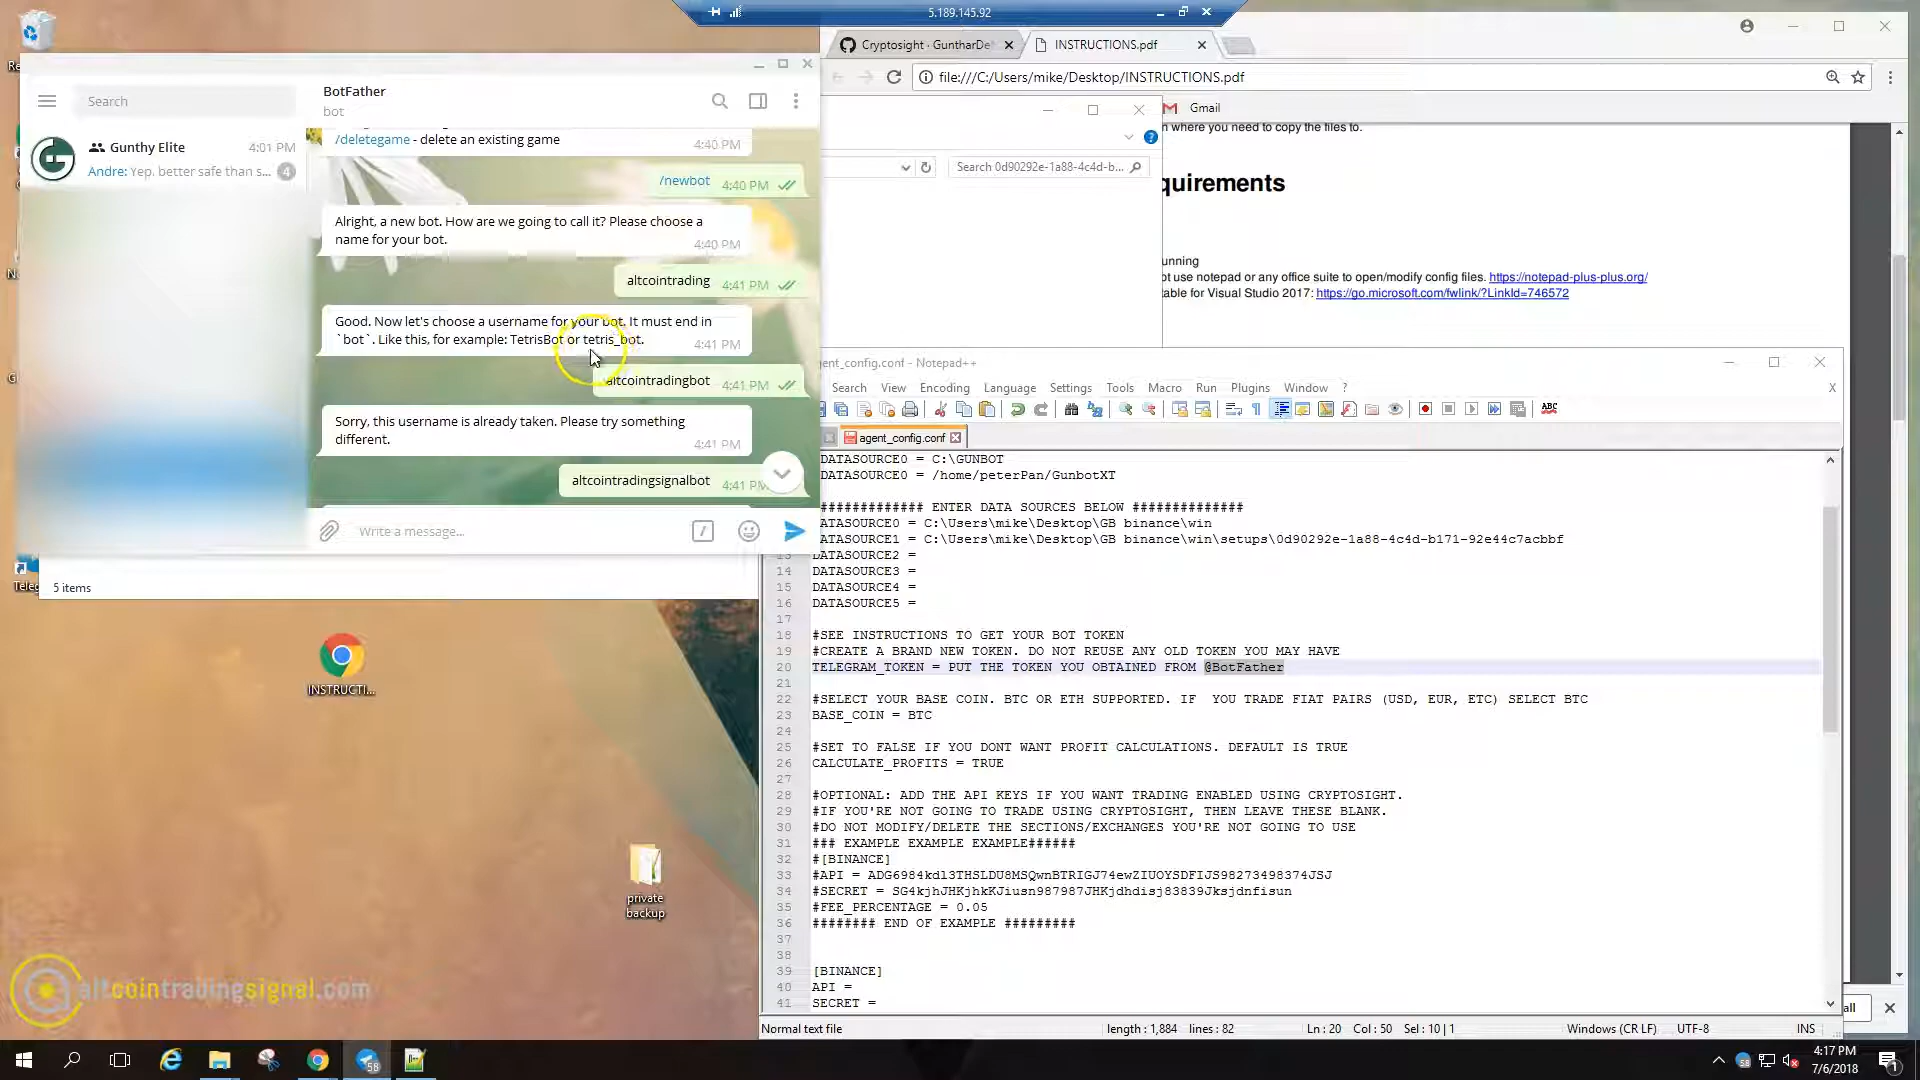 5.189.145.92
Re
Search
BotFather
bot
Gunthy Elite 4:01 PM
Andre: Yep. better safe than s... 4
/deletegame - delete an existing game
4:40 PM
/newbot 4:40 PM
Alright, a new bot. How are we going to call it? Please choose a
name for your bot.
4:40 PM
altcointrading 4:41 PM
Good. Now let's choose a username for your bot. It must end in
`bot`. Like this, for example: TetrisBot or tetris_bot.
4:41 PM
altcointradingbot 4:41 PM
Sorry, this username is already taken. Please try something
different.
4:41 PM
altcointradingsignalbot 4:41 PM
Write a message...
Teleg
5 items
INSTRUCTI...
private
backup
altcointradingsignal.com
Cryptosight · GuntharDe
INSTRUCTIONS.pdf
file:///C:/Users/mike/Desktop/INSTRUCTIONS.pdf
Gmail
n where you need to copy the files to.
Search 0d90292e-1a88-4c4d-b...
quirements
unning
ot use notepad or any office suite to open/modify config files. https://notepad-plus-plus.org/
table for Visual Studio 2017: https://go.microsoft.com/fwlink/?LinkId=746572
agent_config.conf - Notepad++
Search View Encoding Language Settings Tools Macro Run Plugins Window ?
X
agent_config.conf
DATASOURCE0 = C:\GUNBOT
DATASOURCE0 = /home/peterPan/GunbotXT
############# ENTER DATA SOURCES BELOW ##############
DATASOURCE0 = C:\Users\mike\Desktop\GB binance\win
DATASOURCE1 = C:\Users\mike\Desktop\GB binance\win\setups\0d90292e-1a88-4c4d-b171-92e44c7acbbf
13 DATASOURCE2 =
14 DATASOURCE3 =
15 DATASOURCE4 =
16 DATASOURCE5 =
17
18 #SEE INSTRUCTIONS TO GET YOUR BOT TOKEN
19 #CREATE A BRAND NEW TOKEN. DO NOT REUSE ANY OLD TOKEN YOU MAY HAVE
20 TELEGRAM_TOKEN = PUT THE TOKEN YOU OBTAINED FROM @BotFather
21
22 #SELECT YOUR BASE COIN. BTC OR ETH SUPPORTED. IF  YOU TRADE FIAT PAIRS (USD, EUR, ETC) SELECT BTC
23 BASE_COIN = BTC
24
25 #SET TO FALSE IF YOU DONT WANT PROFIT CALCULATIONS. DEFAULT IS TRUE
26 CALCULATE_PROFITS = TRUE
27
28 #OPTIONAL: ADD THE API KEYS IF YOU WANT TRADING ENABLED USING CRYPTOSIGHT.
29 #IF YOU'RE NOT GOING TO TRADE USING CRYPTOSIGHT, THEN LEAVE THESE BLANK.
30 #DO NOT MODIFY/DELETE THE SECTIONS/EXCHANGES YOU'RE NOT GOING TO USE
31 ### EXAMPLE EXAMPLE EXAMPLE######
32 #[BINANCE]
33 #API = ADG6984kdl3THSLDU8MSQwnBTRIGJ74ewZIUOYSDFIJS98273498374JSJ
34 #SECRET = SG4kjhJHKjhkKJiusn987987JHKjdhdisj83839Jksjdnfisun
35 #FEE_PERCENTAGE = 0.05
36 ######## END OF EXAMPLE #########
37
38
39 [BINANCE]
40 API =
41 SECRET =
all
Normal text file length : 1,884 lines : 82 Ln : 20 Col : 50 Sel : 10 | 1 Windows (CR LF) UTF-8 INS
58
58
4:17 PM
7/6/2018
1